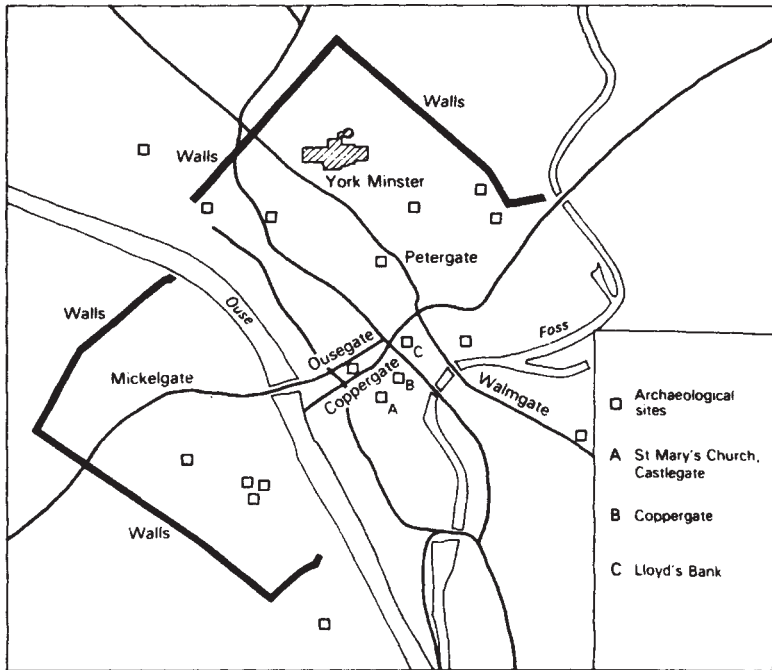 Walls
Walls
York Minster
Petergate
Walls
Ouse
Ousegate
Foss
C
Mickelgate
Coppergate
B
Walmgate
A
Walls
Archaeological
sites
A St Mary's Church,
Castlegate
B Coppergate
C Lloyd's Bank